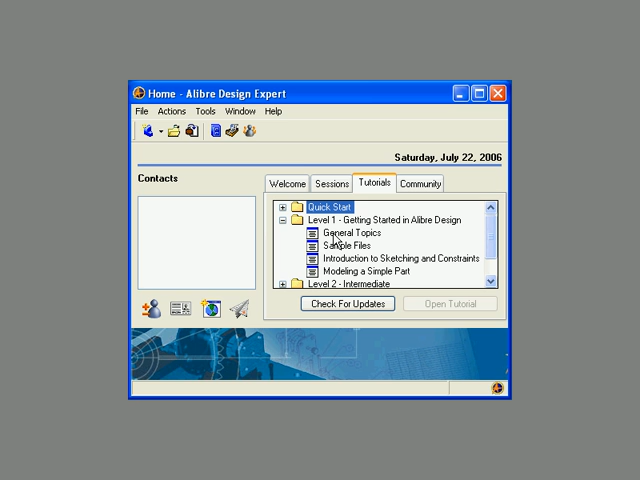 Home - Alibre Design Expert
File Actions Tools Window Help
Saturday, July 22, 2006
Contacts
Welcome Sessions Tutorials Community
Quick Start
Level 1 - Getting Started in Alibre Design
General Topics
Sample Files
Introduction to Sketching and Constraints
Modeling a Simple Part
Level 2 - Intermediate
Check For Updates Open Tutorial